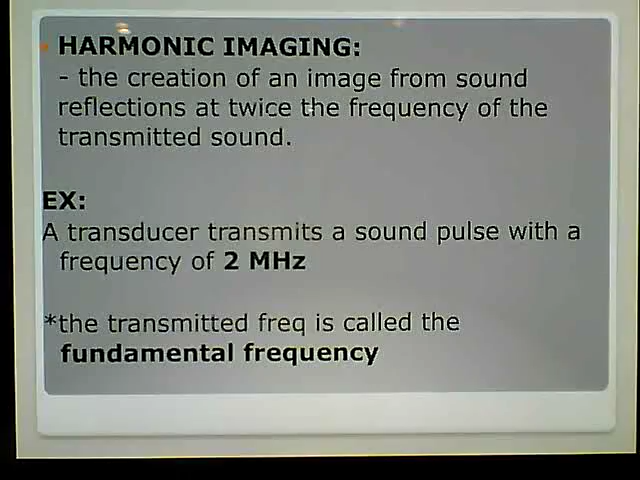 HARMONIC IMAGING:
- the creation of an image from sound
reflections at twice the frequency of the
transmitted sound.
EX:
A transducer transmits a sound pulse with a
frequency of 2 MHz
*the transmitted freq is called the
fundamental frequency